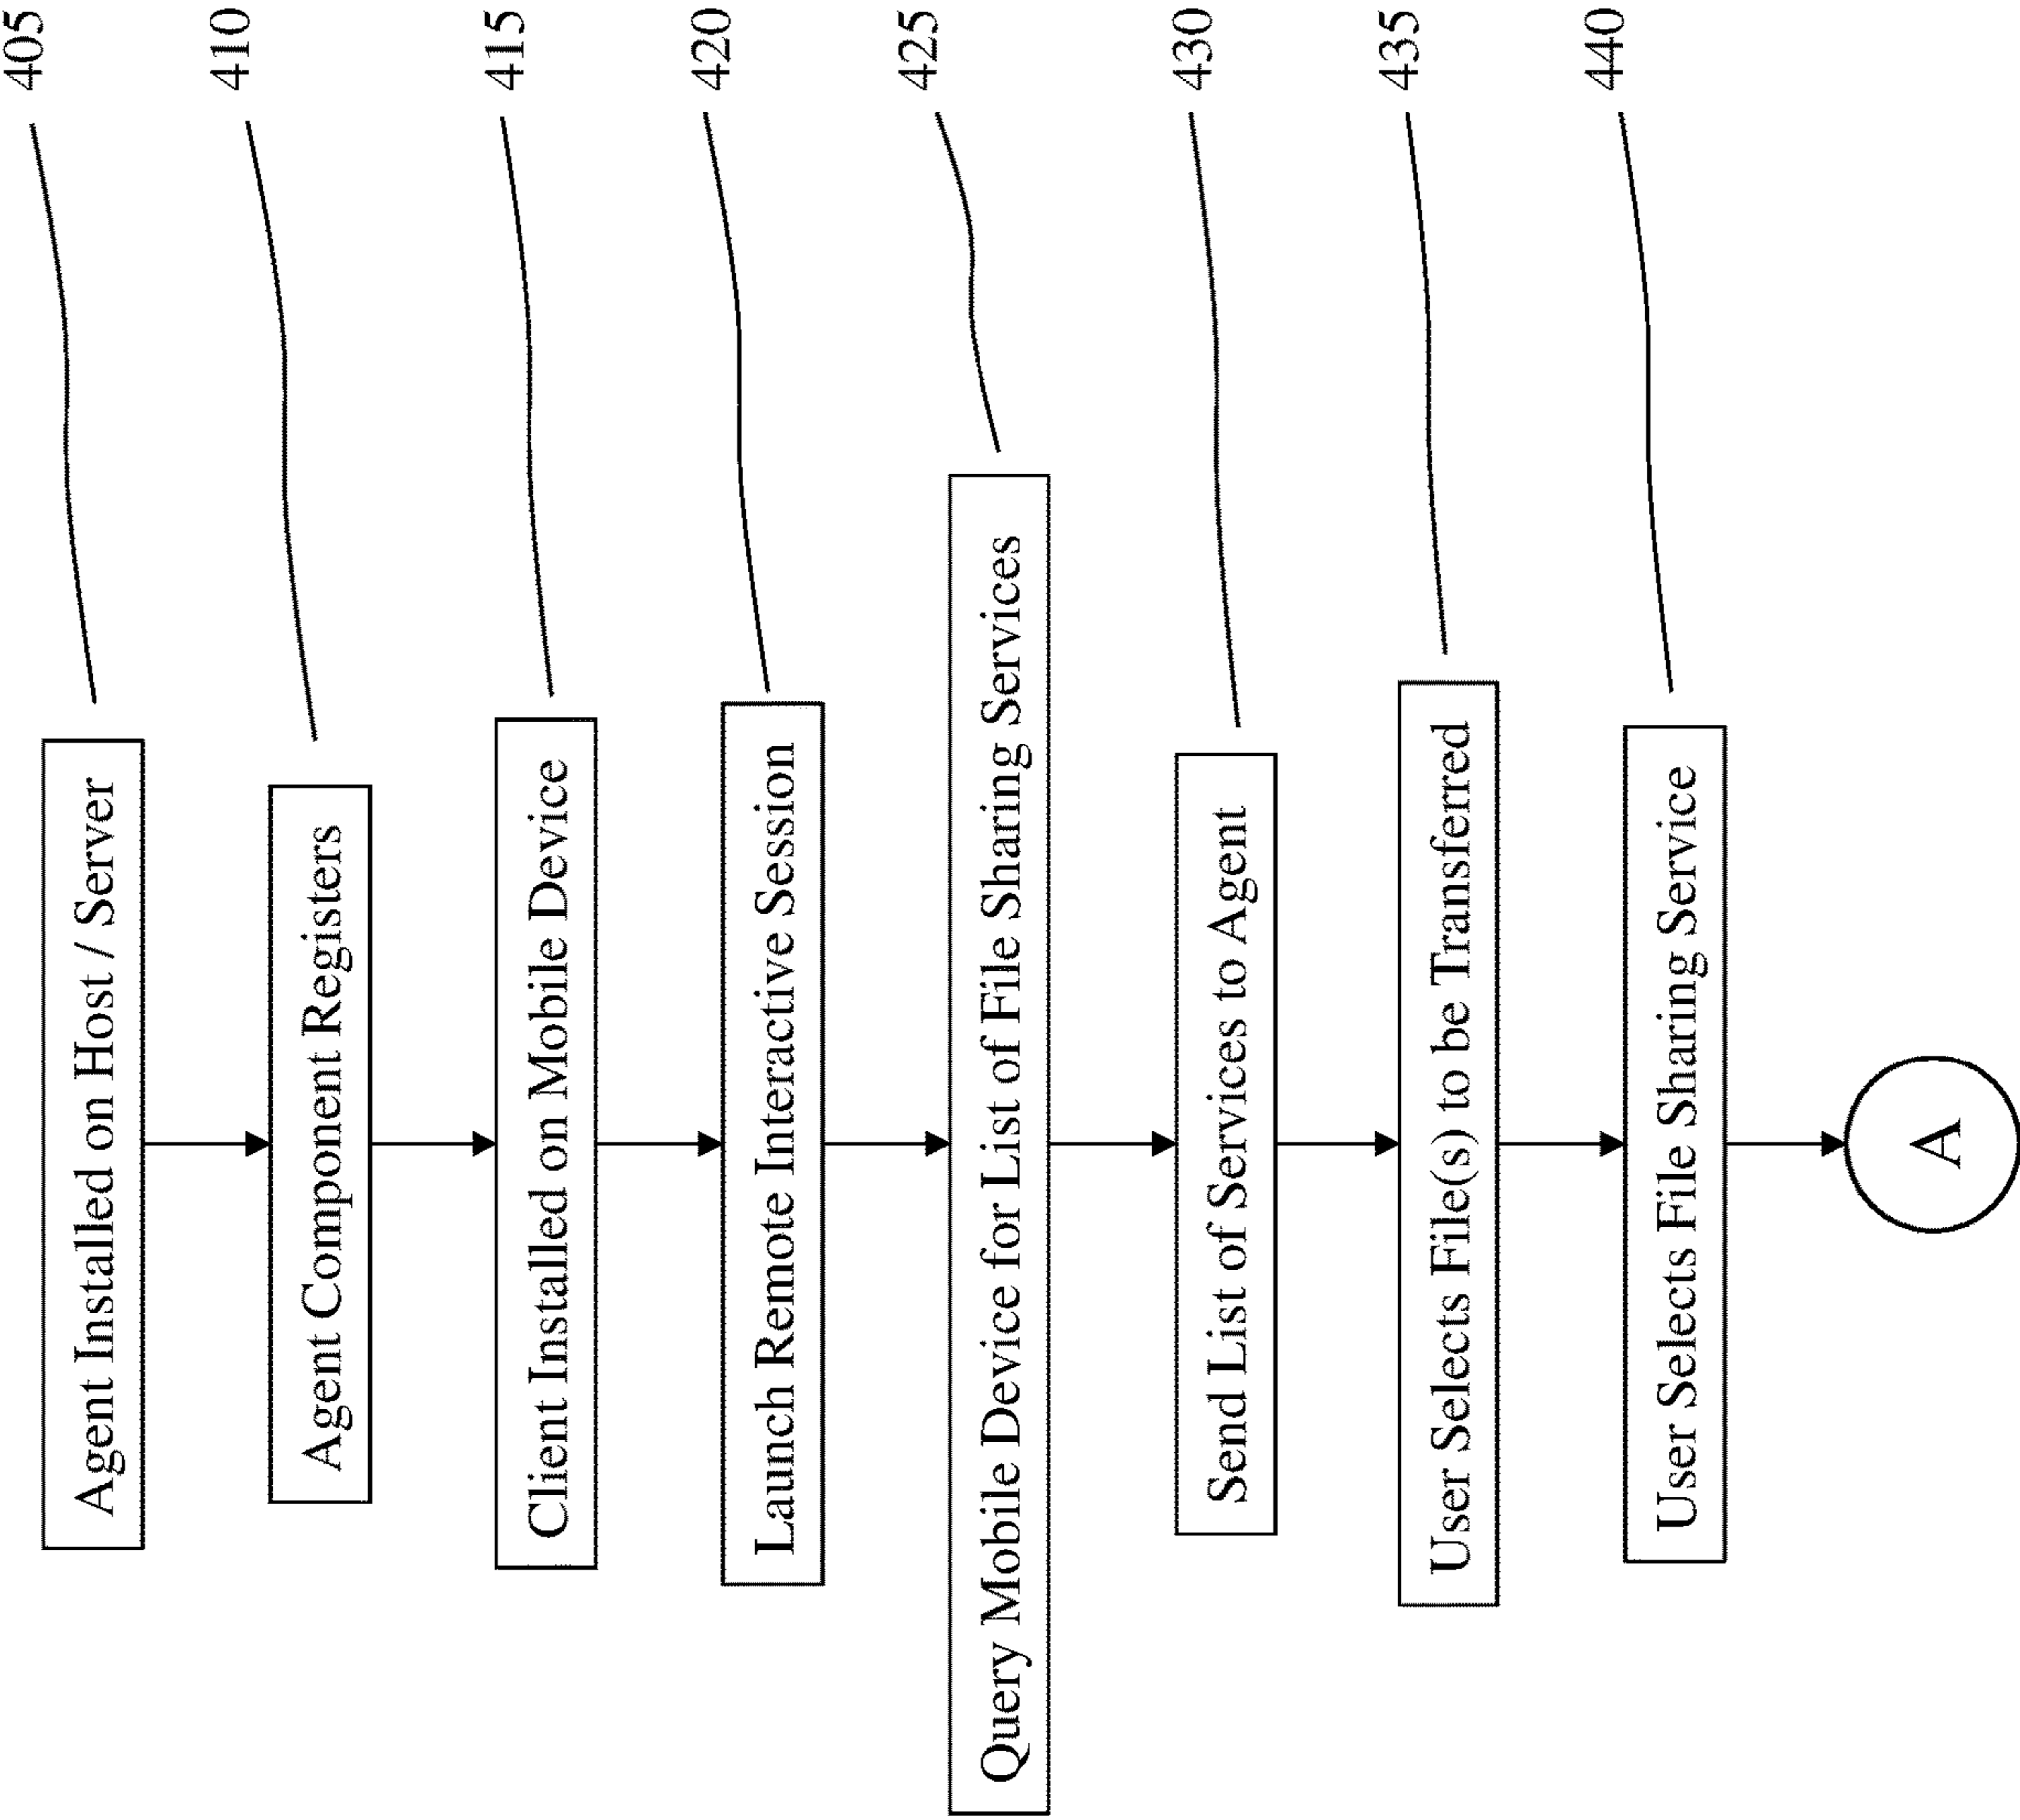 Agent Installed on Host / Server
405
Agent Component Registers
410
Client Installed on Mobile Device
415
Launch Remote Interactive Session
420
Query Mobile Device for List of File Sharing Services
425
Send List of Services to Agent
430
User Selects File(s) to be Transferred
435
User Selects File Sharing Service
440
A